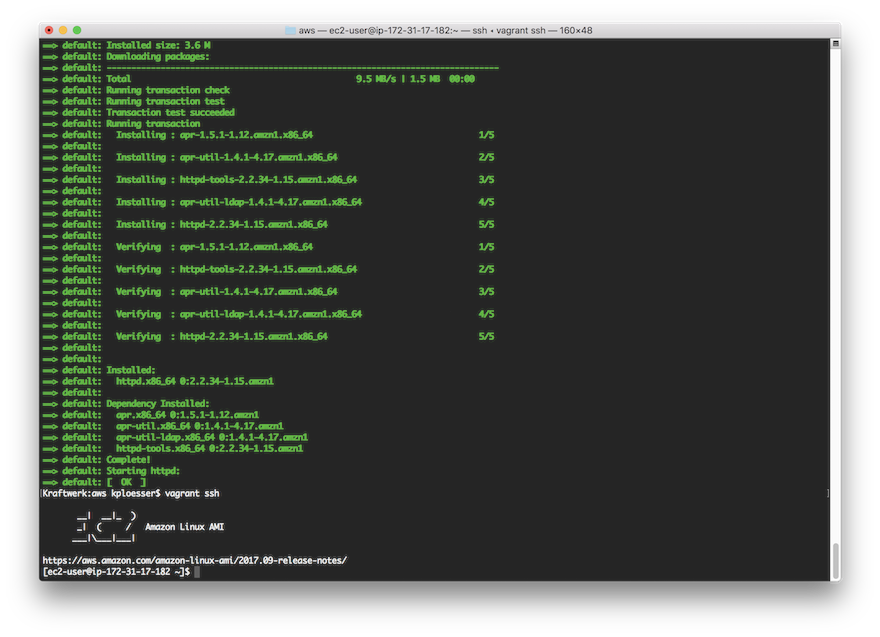 aws — ec2-user@ip-172-31-17-182:~ — ssh • vagrant ssh — 160×48
==> default: Installed size: 3.6 M
==> default: Downloading packages:
==> default: --------------------------------------------------------------------------------
==> default: Total 9.5 MB/s | 1.5 MB 00:00
==> default: Running transaction check
==> default: Running transaction test
==> default: Transaction test succeeded
==> default: Running transaction
==> default:   Installing : apr-1.5.1-1.12.amzn1.x86_64 1/5
==> default:
==> default:   Installing : apr-util-1.4.1-4.17.amzn1.x86_64 2/5
==> default:
==> default:   Installing : httpd-tools-2.2.34-1.15.amzn1.x86_64 3/5
==> default:
==> default:   Installing : apr-util-ldap-1.4.1-4.17.amzn1.x86_64 4/5
==> default:
==> default:   Installing : httpd-2.2.34-1.15.amzn1.x86_64 5/5
==> default:
==> default:   Verifying  : apr-1.5.1-1.12.amzn1.x86_64 1/5
==> default:
==> default:   Verifying  : httpd-tools-2.2.34-1.15.amzn1.x86_64 2/5
==> default:
==> default:   Verifying  : apr-util-1.4.1-4.17.amzn1.x86_64 3/5
==> default:
==> default:   Verifying  : apr-util-ldap-1.4.1-4.17.amzn1.x86_64 4/5
==> default:
==> default:   Verifying  : httpd-2.2.34-1.15.amzn1.x86_64 5/5
==> default:
==> default:
==> default: Installed:
==> default:   httpd.x86_64 0:2.2.34-1.15.amzn1
==> default:
==> default: Dependency Installed:
==> default:   apr.x86_64 0:1.5.1-1.12.amzn1
==> default:   apr-util.x86_64 0:1.4.1-4.17.amzn1
==> default:   apr-util-ldap.x86_64 0:1.4.1-4.17.amzn1
==> default:   httpd-tools.x86_64 0:2.2.34-1.15.amzn1
==> default: Complete!
==> default: Starting httpd:
==> default: [  OK  ]
[Kraftwerk:aws kploesser$ vagrant ssh ]
       __|  __|_  )
       _|  (     /   Amazon Linux AMI
      ___|\___|___|
https://aws.amazon.com/amazon-linux-ami/2017.09-release-notes/
[ec2-user@ip-172-31-17-182 ~]$